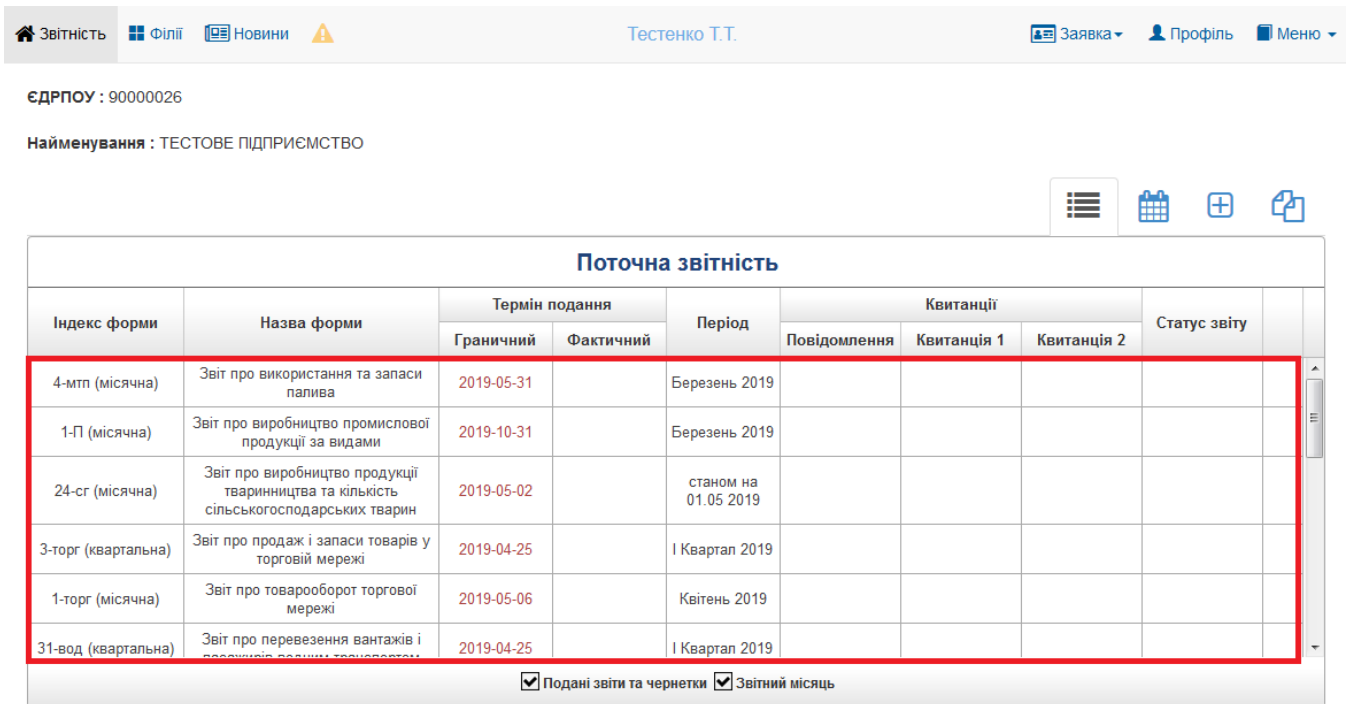 Звітність Філії Новини Тестенко Т.Т. Заявка Профіль Меню
ЄДРПОУ : 90000026
Найменування : ТЕСТОВЕ ПІДПРИЄМСТВО
Поточна звітність
Індекс форми Назва форми Термін подання Період Квитанції Статус звіту
Граничний Фактичний Повідомлення Квитанція 1 Квитанція 2
4-мтп (місячна) Звіт про використання та запаси
палива 2019-05-31 Березень 2019
1-П (місячна) Звіт про виробництво промислової
продукції за видами 2019-10-31 Березень 2019
24-сг (місячна) Звіт про виробництво продукції
тваринництва та кількість
сільськогосподарських тварин 2019-05-02 станом на
01.05 2019
3-торг (квартальна) Звіт про продаж і запаси товарів у
торговій мережі 2019-04-25 І Квартал 2019
1-торг (місячна) Звіт про товарооборот торгової
мережі 2019-05-06 Квітень 2019
31-вод (квартальна) Звіт про перевезення вантажів і
пасажирів водним транспортом 2019-04-25 І Квартал 2019
Подані звіти та чернетки Звітний місяць